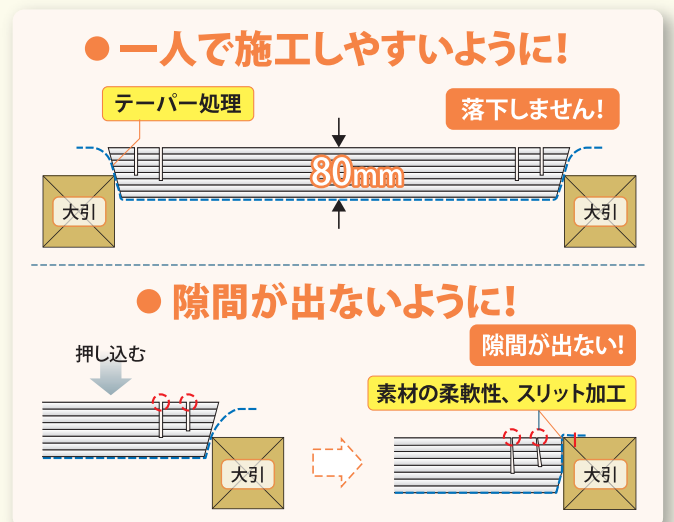 ● 一人で施工しやすいように!
テーパー処理
落下しません!
80mm
大引
大引
● 隙間が出ないように!
隙間が出ない!
押し込む
素材の柔軟性、スリット加工
大引
大引